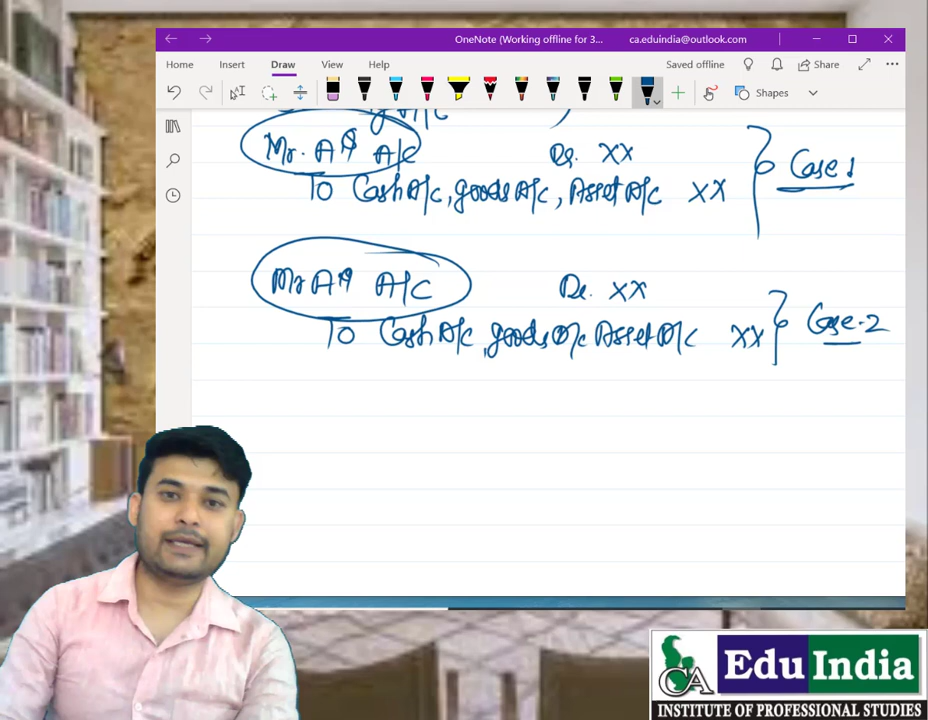 OneNote (Working offline for 3... ca.eduindia@outlook.com
Home Insert Draw View Help Saved offline Share
Shapes
A/c
Mr. A's A/c Dr. XX
To Cash A/c, goods A/c, Asset A/c XX
Case 1
Mr A's A/c Dr. XX
To Cash A/c, goods A/c Asset A/c XX
Case-2
CA
Edu India
INSTITUTE OF PROFESSIONAL STUDIES